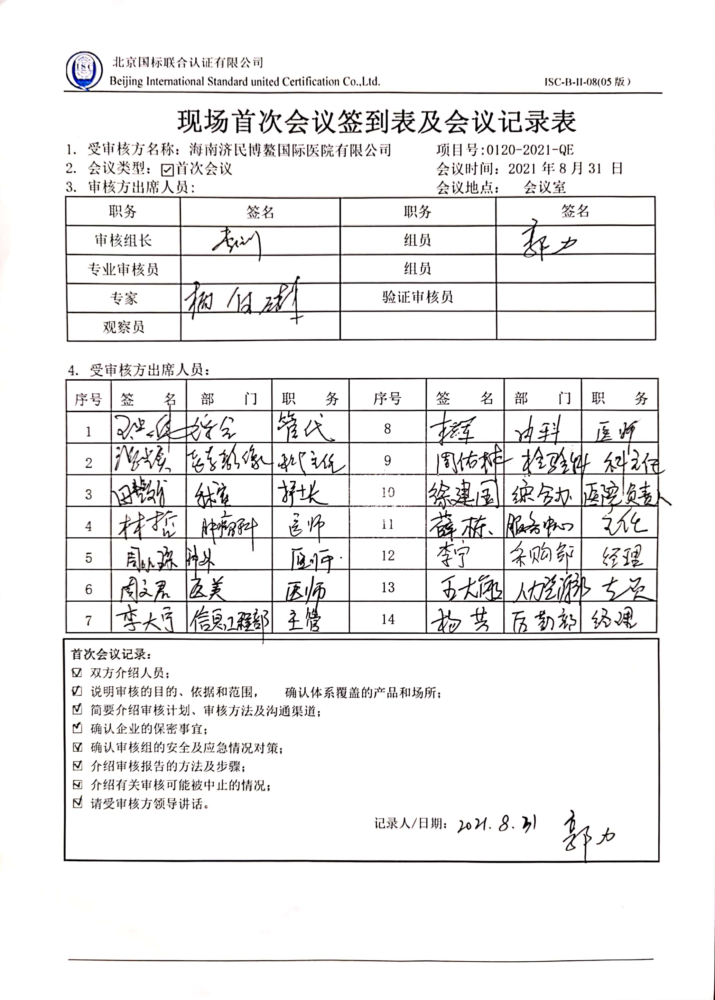 北京国标联合认证有限公司
Beijing International Standard united Certification Co.,Ltd.
ISC-B-II-08(05版)
现场首次会议签到表及会议记录表
1. 受审核方名称：海南济民博鳌国际医院有限公司 项目号:0120-2021-QE
2. 会议类型：☑首次会议 会议时间：2021年8月31 日
3. 审核方出席人员: 会议地点： 会议室
职务 签名 职务 签名
审核组长 组员 郭力
专业审核员 组员
专家 验证审核员
观察员
4. 受审核方出席人员:
序号 签 名 部 门 职 务 序号 签 名 部 门 职 务
1 管代 8 内科 医师
2 科主任 9 周佑桩 检验科 科主任
3 护士长 10 徐建国 综合办 医院负责人
4 林哲 肿瘤科 医师 11 薛栋 服务中心 主任
5 神外 医师 12 李宁 采购部 经理
6 周文君 医美 医师 13 人力资源部 专员
7 李大宁 信息工程部 主管 14 杨其 后勤部 经理
首次会议记录：
☑ 双方介绍人员；
☑ 说明审核的目的、依据和范围， 确认体系覆盖的产品和场所；
☑ 简要介绍审核计划、审核方法及沟通渠道；
☑ 确认企业的保密事宜；
☑ 确认审核组的安全及应急情况对策；
☑ 介绍审核报告的方法及步骤；
☑ 介绍有关审核可能被中止的情况；
☑ 请受审核方领导讲话。
记录人/日期：2021.8.31 郭力